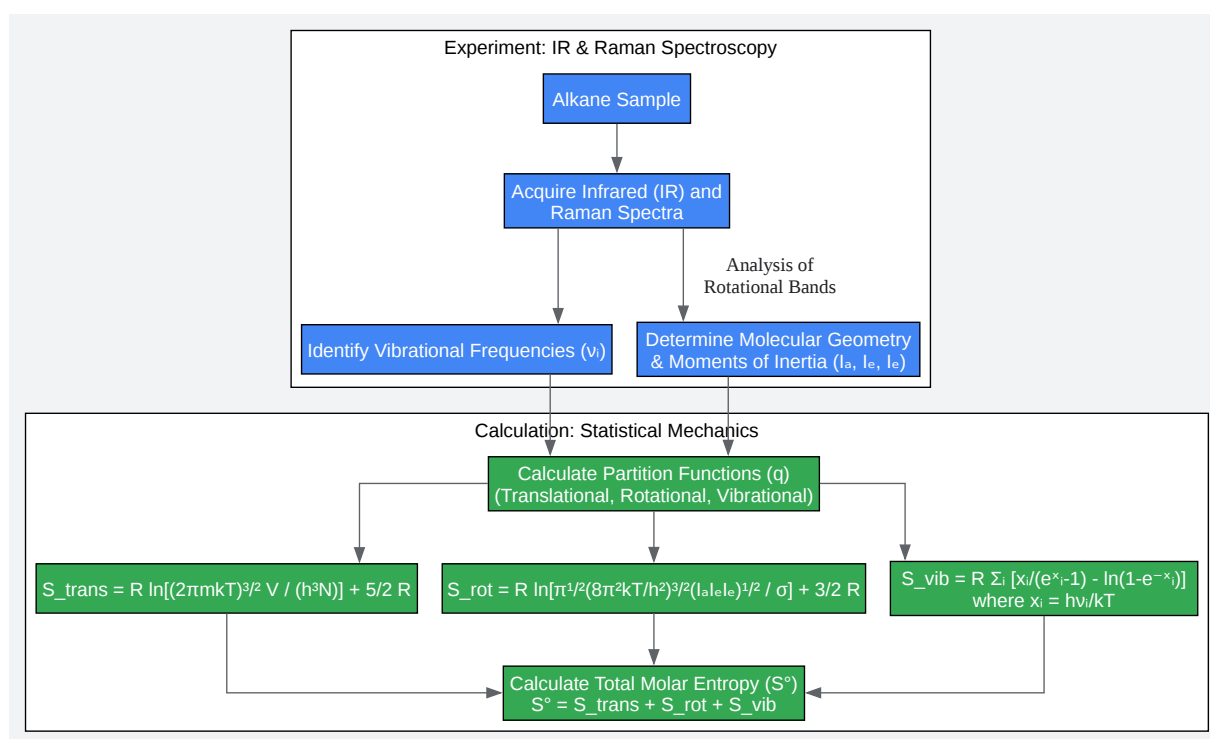 Experiment: IR & Raman Spectroscopy
Alkane Sample
Acquire Infrared (IR) and
Raman Spectra
Analysis of
Rotational Bands
Identify Vibrational Frequencies (νᵢ)
Determine Molecular Geometry
& Moments of Inertia (Iₐ, Iₑ, Iₑ)
Calculation: Statistical Mechanics
Calculate Partition Functions (q)
(Translational, Rotational, Vibrational)
S_trans = R ln[(2πmkT)³/² V / (h³N)] + 5/2 R
S_rot = R ln[π¹/²(8π²kT/h²)³/²(IₐIₑIₑ)¹/² / σ] + 3/2 R
S_vib = R Σᵢ [xᵢ/(eˣᵢ-1) - ln(1-e⁻ˣᵢ)]
where xᵢ = hνᵢ/kT
Calculate Total Molar Entropy (S°)
S° = S_trans + S_rot + S_vib